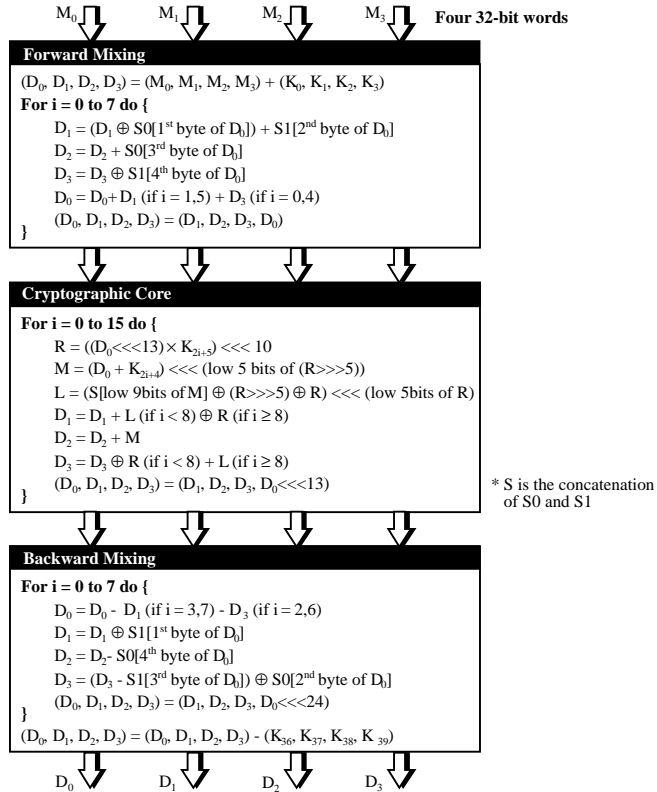 M₀ M₁ M₂ M₃ Four 32-bit words
Forward Mixing
(D₀, D₁, D₂, D₃) = (M₀, M₁, M₂, M₃) + (K₀, K₁, K₂, K₃)
For i = 0 to 7 do {
D₁ = (D₁ ⊕ S0[1ˢᵗ byte of D₀]) + S1[2ⁿᵈ byte of D₀]
D₂ = D₂ + S0[3ʳᵈ byte of D₀]
D₃ = D₃ ⊕ S1[4ᵗʰ byte of D₀]
D₀ = D₀+ D₁ (if i = 1,5) + D₃ (if i = 0,4)
(D₀, D₁, D₂, D₃) = (D₁, D₂, D₃, D₀)
}
Cryptographic Core
For i = 0 to 15 do {
R = ((D₀<<<13) × K₂ᵢ₊₅) <<< 10
M = (D₀ + K₂ᵢ₊₄) <<< (low 5 bits of (R>>>5))
L = (S[low 9bits of M] ⊕ (R>>>5) ⊕ R) <<< (low 5bits of R)
D₁ = D₁ + L (if i < 8) ⊕ R (if i ≥ 8)
D₂ = D₂ + M
D₃ = D₃ ⊕ R (if i < 8) + L (if i ≥ 8)
(D₀, D₁, D₂, D₃) = (D₁, D₂, D₃, D₀<<<13)
}
* S is the concatenation
of S0 and S1
Backward Mixing
For i = 0 to 7 do {
D₀ = D₀ - D₁ (if i = 3,7) - D₃ (if i = 2,6)
D₁ = D₁ ⊕ S1[1ˢᵗ byte of D₀]
D₂ = D₂- S0[4ᵗʰ byte of D₀]
D₃ = (D₃ - S1[3ʳᵈ byte of D₀]) ⊕ S0[2ⁿᵈ byte of D₀]
(D₀, D₁, D₂, D₃) = (D₁, D₂, D₃, D₀<<<24)
}
(D₀, D₁, D₂, D₃) = (D₀, D₁, D₂, D₃) - (K₃₆, K₃₇, K₃₈, K ₃₉)
D₀ D₁ D₂ D₃